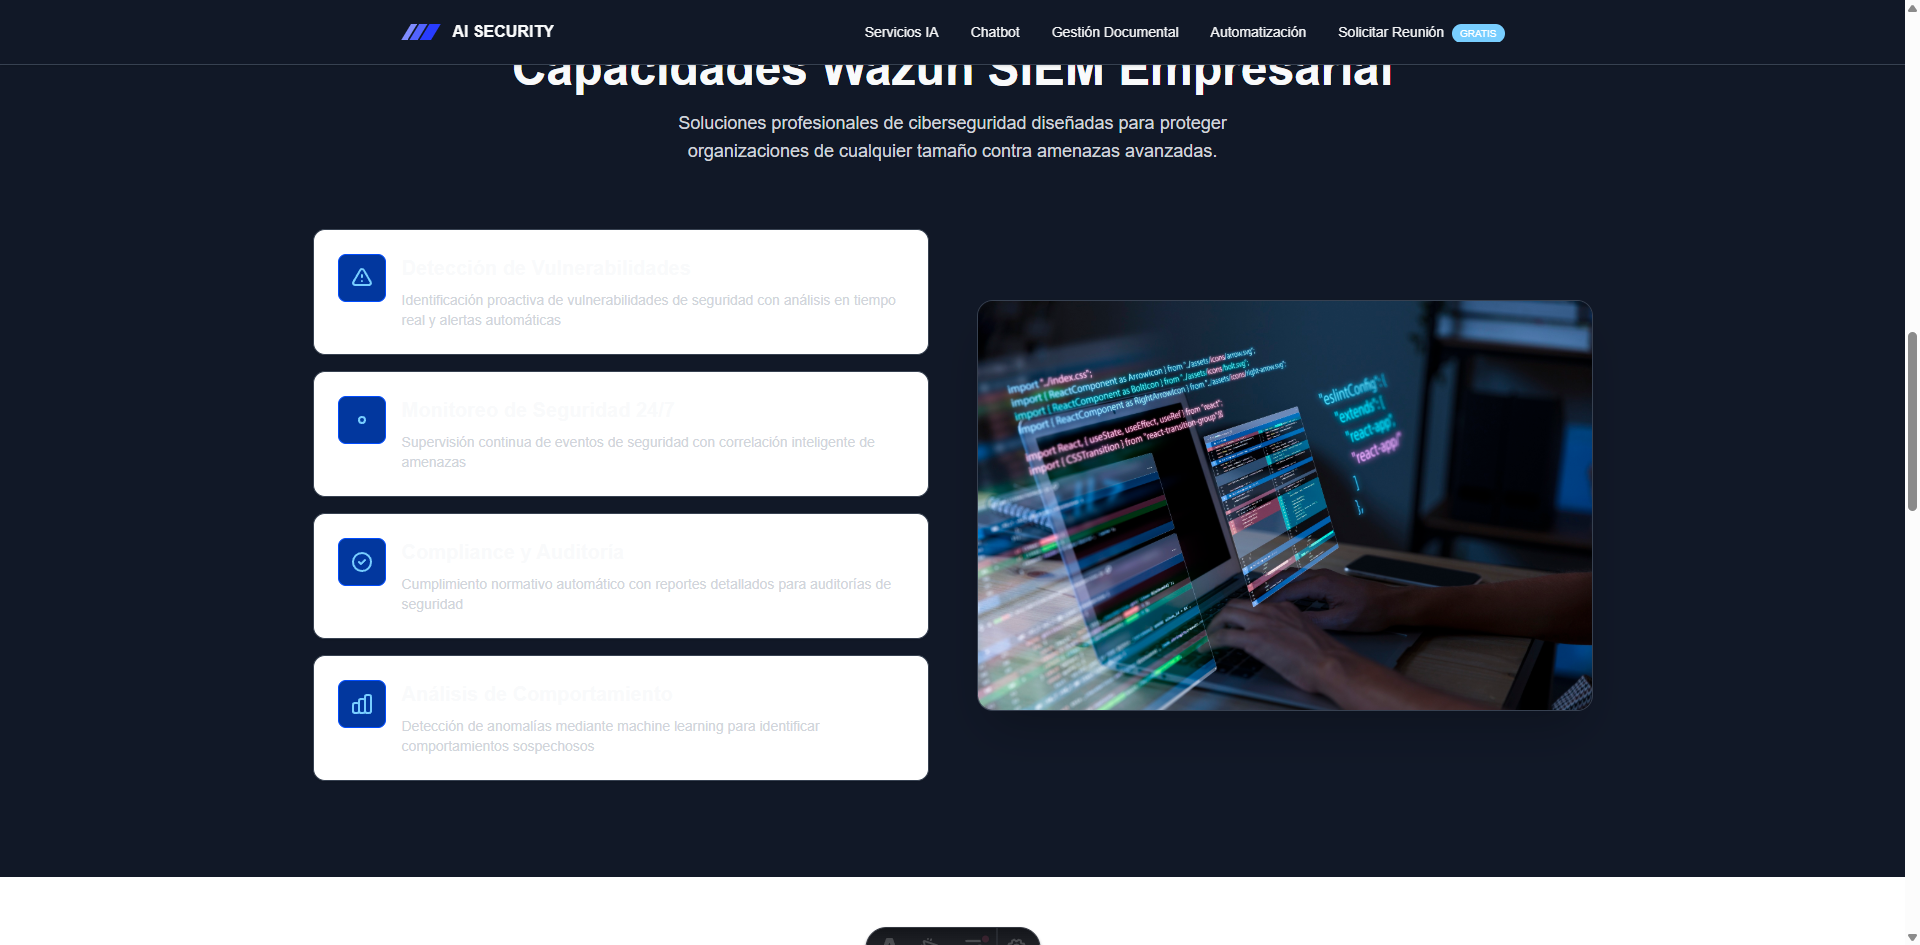 AI SECURITY
Servicios IA
Chatbot
Gestión Documental
Automatización
Solicitar Reunión
GRATIS
Capacidades Wazuh SIEM Empresarial
Soluciones profesionales de ciberseguridad diseñadas para proteger
organizaciones de cualquier tamaño contra amenazas avanzadas.
Detección de Vulnerabilidades
Identificación proactiva de vulnerabilidades de seguridad con análisis en tiempo
real y alertas automáticas
Monitoreo de Seguridad 24/7
Supervisión continua de eventos de seguridad con correlación inteligente de
amenazas
Compliance y Auditoría
Cumplimiento normativo automático con reportes detallados para auditorías de
seguridad
Análisis de Comportamiento
Detección de anomalías mediante machine learning para identificar
comportamientos sospechosos
import "./index.css";
import { ReactComponent as ArrowIcon } from "./assets/icons/arrow.svg";
import { ReactComponent as BoltIcon } from "./assets/icons/bolt.svg";
import { ReactComponent as RightArrowIcon } from "./assets/icons/right-arrow.svg";
import React, { useState, useEffect, useRef } from "react";
import { CSSTransition } from "react-transition-group";
"eslintConfig": {
"extends": [
"react-app",
"react-app/
]
},